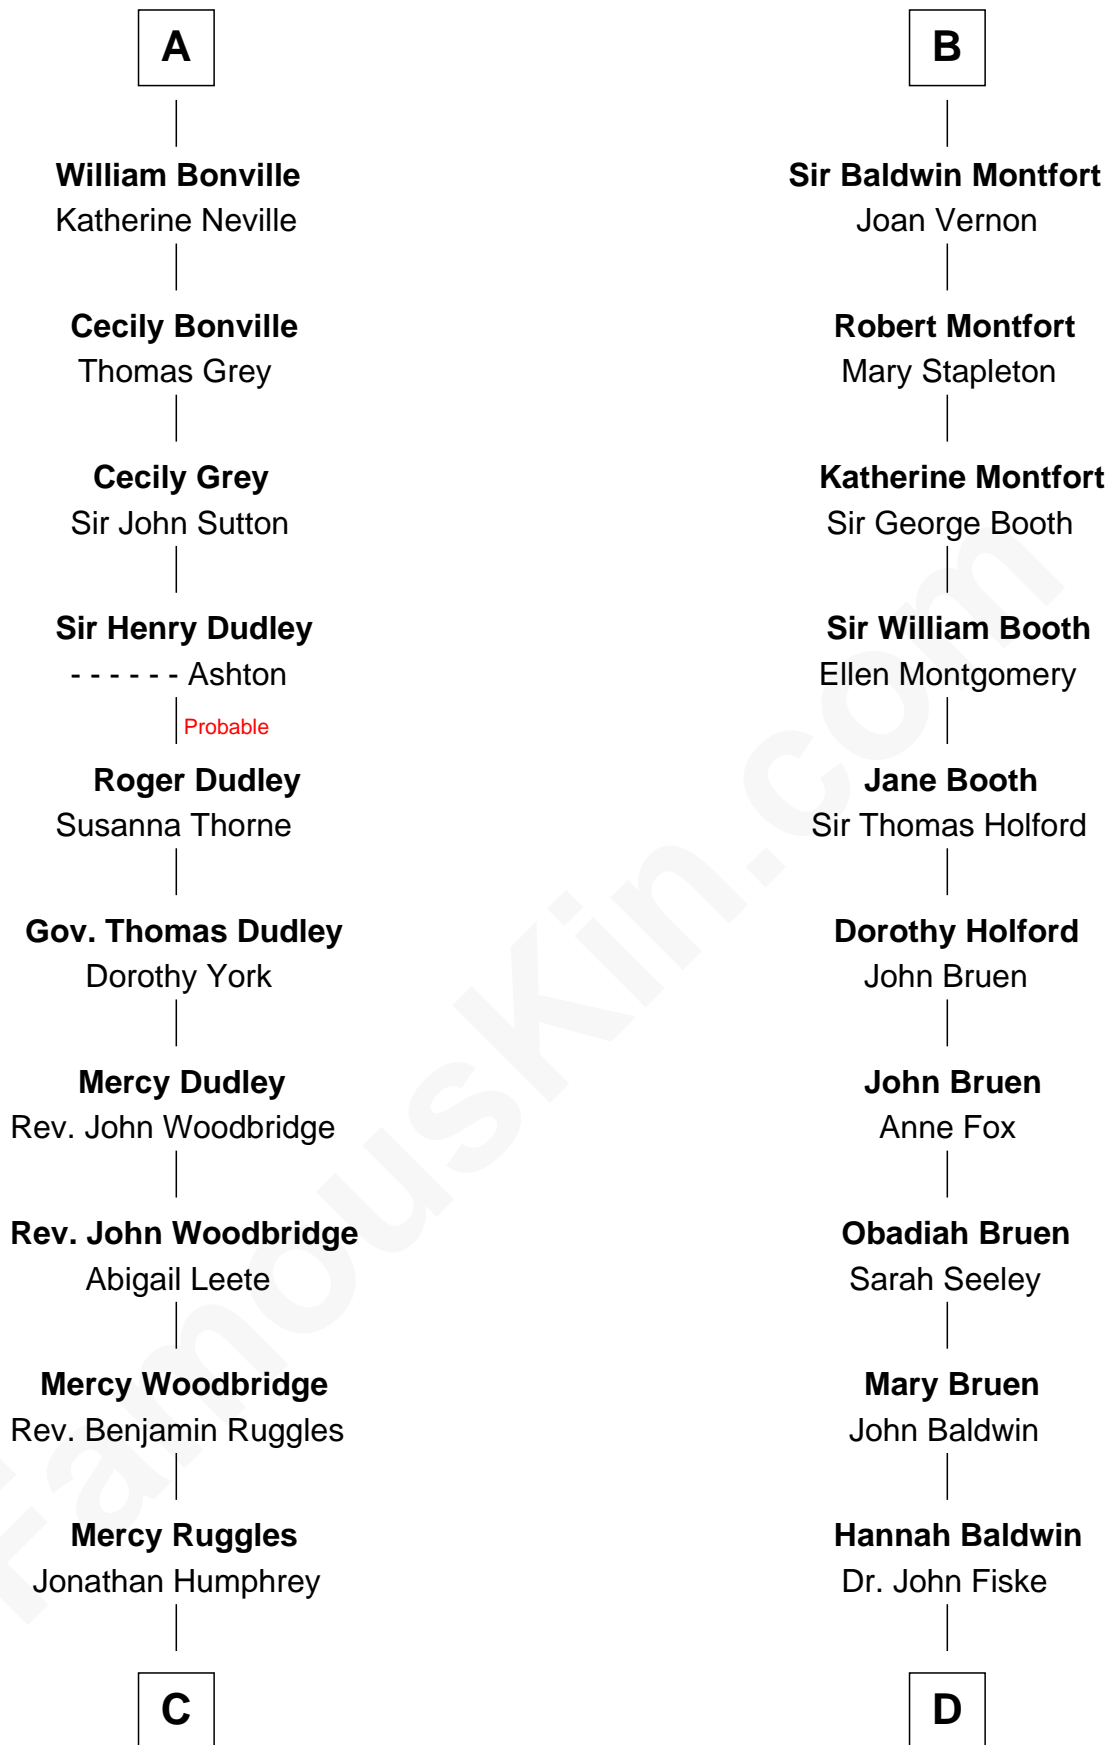 A
William Bonville
Katherine Neville
Cecily Bonville
Thomas Grey
Cecily Grey
Sir John Sutton
Sir Henry Dudley
- - - - - - Ashton
Probable
Roger Dudley
Susanna Thorne
Gov. Thomas Dudley
Dorothy York
Mercy Dudley
Rev. John Woodbridge
Rev. John Woodbridge
Abigail Leete
Mercy Woodbridge
Rev. Benjamin Ruggles
Mercy Ruggles
Jonathan Humphrey
C
B
Sir Baldwin Montfort
Joan Vernon
Robert Montfort
Mary Stapleton
Katherine Montfort
Sir George Booth
Sir William Booth
Ellen Montgomery
Jane Booth
Sir Thomas Holford
Dorothy Holford
John Bruen
John Bruen
Anne Fox
Obadiah Bruen
Sarah Seeley
Mary Bruen
John Baldwin
Hannah Baldwin
Dr. John Fiske
D
FamousKin.com